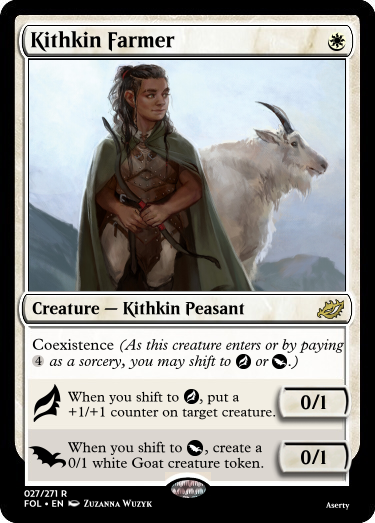 Kithkin Farmer
Creature — Kithkin Peasant
Coexistence (As this creature enters or by paying
4 as a sorcery, you may shift to or .)
When you shift to , put a
+1/+1 counter on target creature.
0/1
When you shift to , create a
0/1 white Goat creature token.
0/1
027/271 R
FOL • EN Zuzanna Wuzyk
Aserty